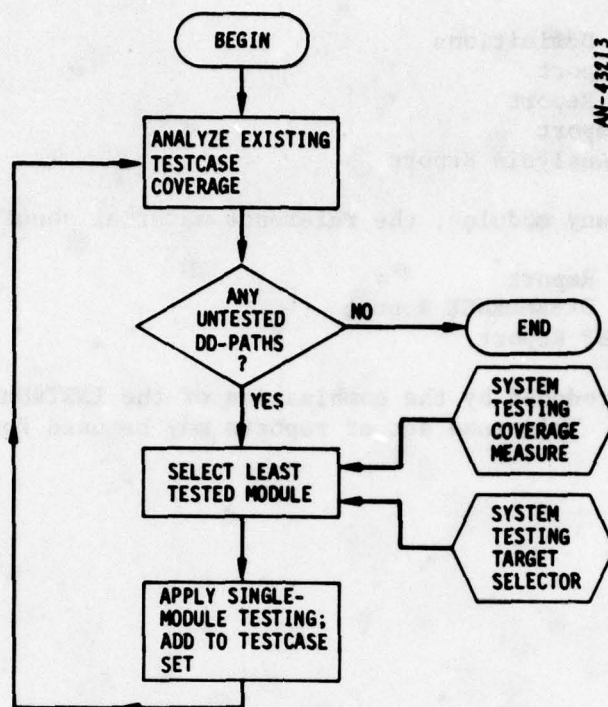 BEGIN
AN-43213
ANALYZE EXISTING
TESTCASE
COVERAGE
ANY
UNTESTED
DD-PATHS
?
NO
END
YES
SYSTEM
TESTING
COVERAGE
MEASURE
SELECT LEAST
TESTED MODULE
SYSTEM
TESTING
TARGET
SELECTOR
APPLY SINGLE-
MODULE TESTING;
ADD TO TESTCASE
SET